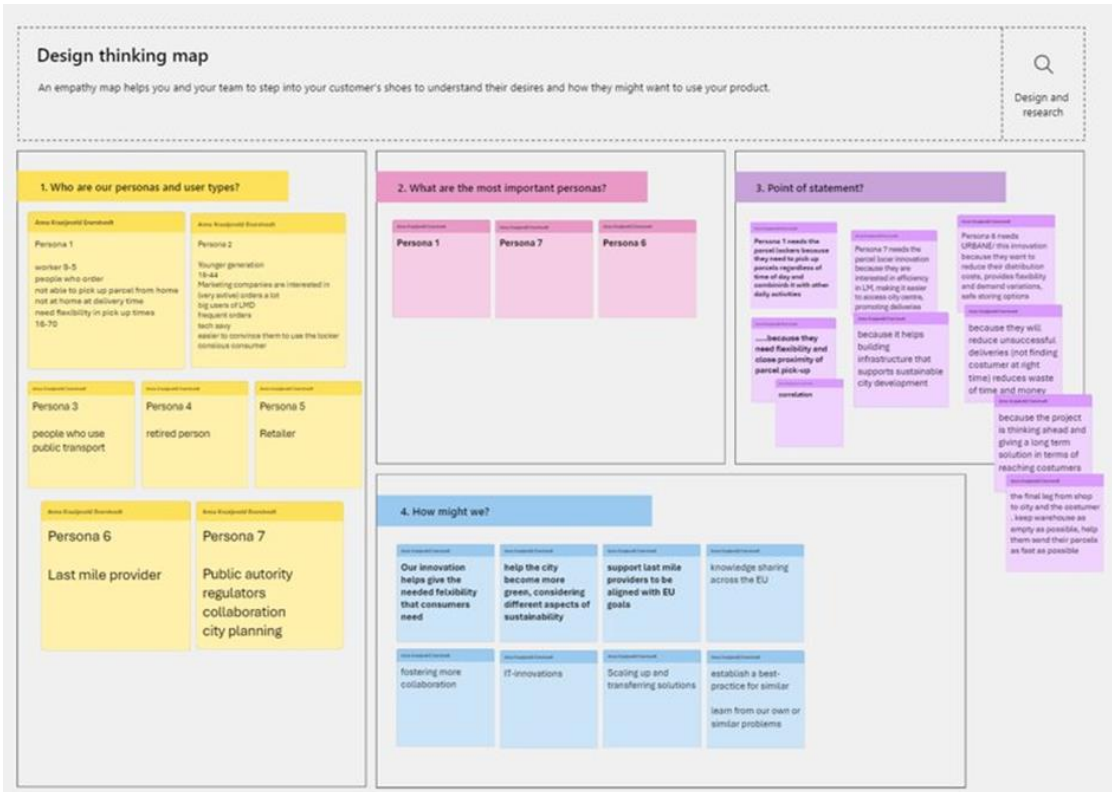 Design thinking map
An empathy map helps you and your team to step into your customer's shoes to understand their desires and how they might want to use your product.
Design and
research
1. Who are our personas and user types?
Persona 1
worker 9-5
people who order
not able to pick up parcel from home
not at home at delivery time
need flexibility in pick up times
16-70
Persona 2
Younger generation
18-44
Marketing companies are interested in
(very active) orders a lot
big users of LMD
frequent orders
tech savy
easier to convince them to use the locker
consious consumer
Persona 3
people who use
public transport
Persona 4
retired person
Persona 5
Retailer
Persona 6
Last mile provider
Persona 7
Public autority
regulators
collaboration
city planning
2. What are the most important personas?
Persona 1
Persona 7
Persona 6
3. Point of statement?
Persona 1 needs the
parcel lockers because
they need to pick up
parcels regardless of
time of day and
combininb it with other
daily activities
.....because they
need flexibility and
close proximity of
parcel pick-up
correlation
Persona 7 needs the
parcel locer innovation
because they are
interested in efficiency
in LM, making it easier
to access city centre,
promoting deliveries
because it helps
building
infrastructure that
supports sustainable
city development
Persona 6 needs
URBANE/ this innovation
because they want to
reduce their distribution
costs, provides flexibility
and demand variations,
safe storing options
because they will
reduce unsuccessful
deliveries (not finding
costumer at right
time) reduces waste
of time and money
because the project
is thinking ahead and
giving a long term
solution in terms of
reaching costumers
the final leg from shop
to city and the costumer
. keep warehouse as
empty as possible, help
them send their parcels
as fast as possible
4. How might we?
Our innovation
helps give the
needed felxibility
that consumers
need
help the city
become more
green, considering
different aspects of
sustainability
support last mile
providers to be
aligned with EU
goals
knowledge sharing
across the EU
fostering more
collaboration
IT-innovations
Scaling up and
transferring solutions
establish a best-
practice for similar
learn from our own or
similar problems